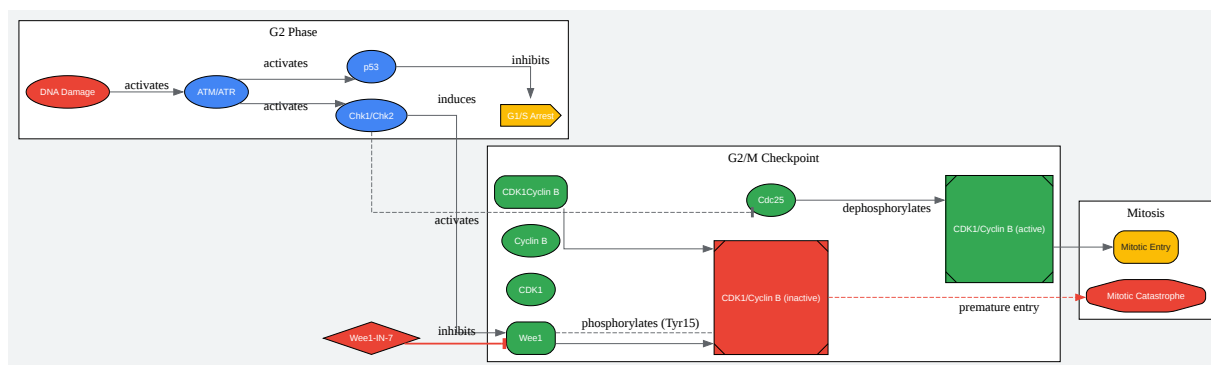 G2 Phase
DNA Damage
activates
ATM/ATR
activates
activates
p53
Chk1/Chk2
inhibits
induces
G1/S Arrest
G2/M Checkpoint
CDK1Cyclin B
activates
Cyclin B
CDK1
Wee1-IN-7
inhibits
Wee1
phosphorylates (Tyr15)
Cdc25
dephosphorylates
CDK1/Cyclin B (inactive)
CDK1/Cyclin B (active)
premature entry
Mitosis
Mitotic Entry
Mitotic Catastrophe